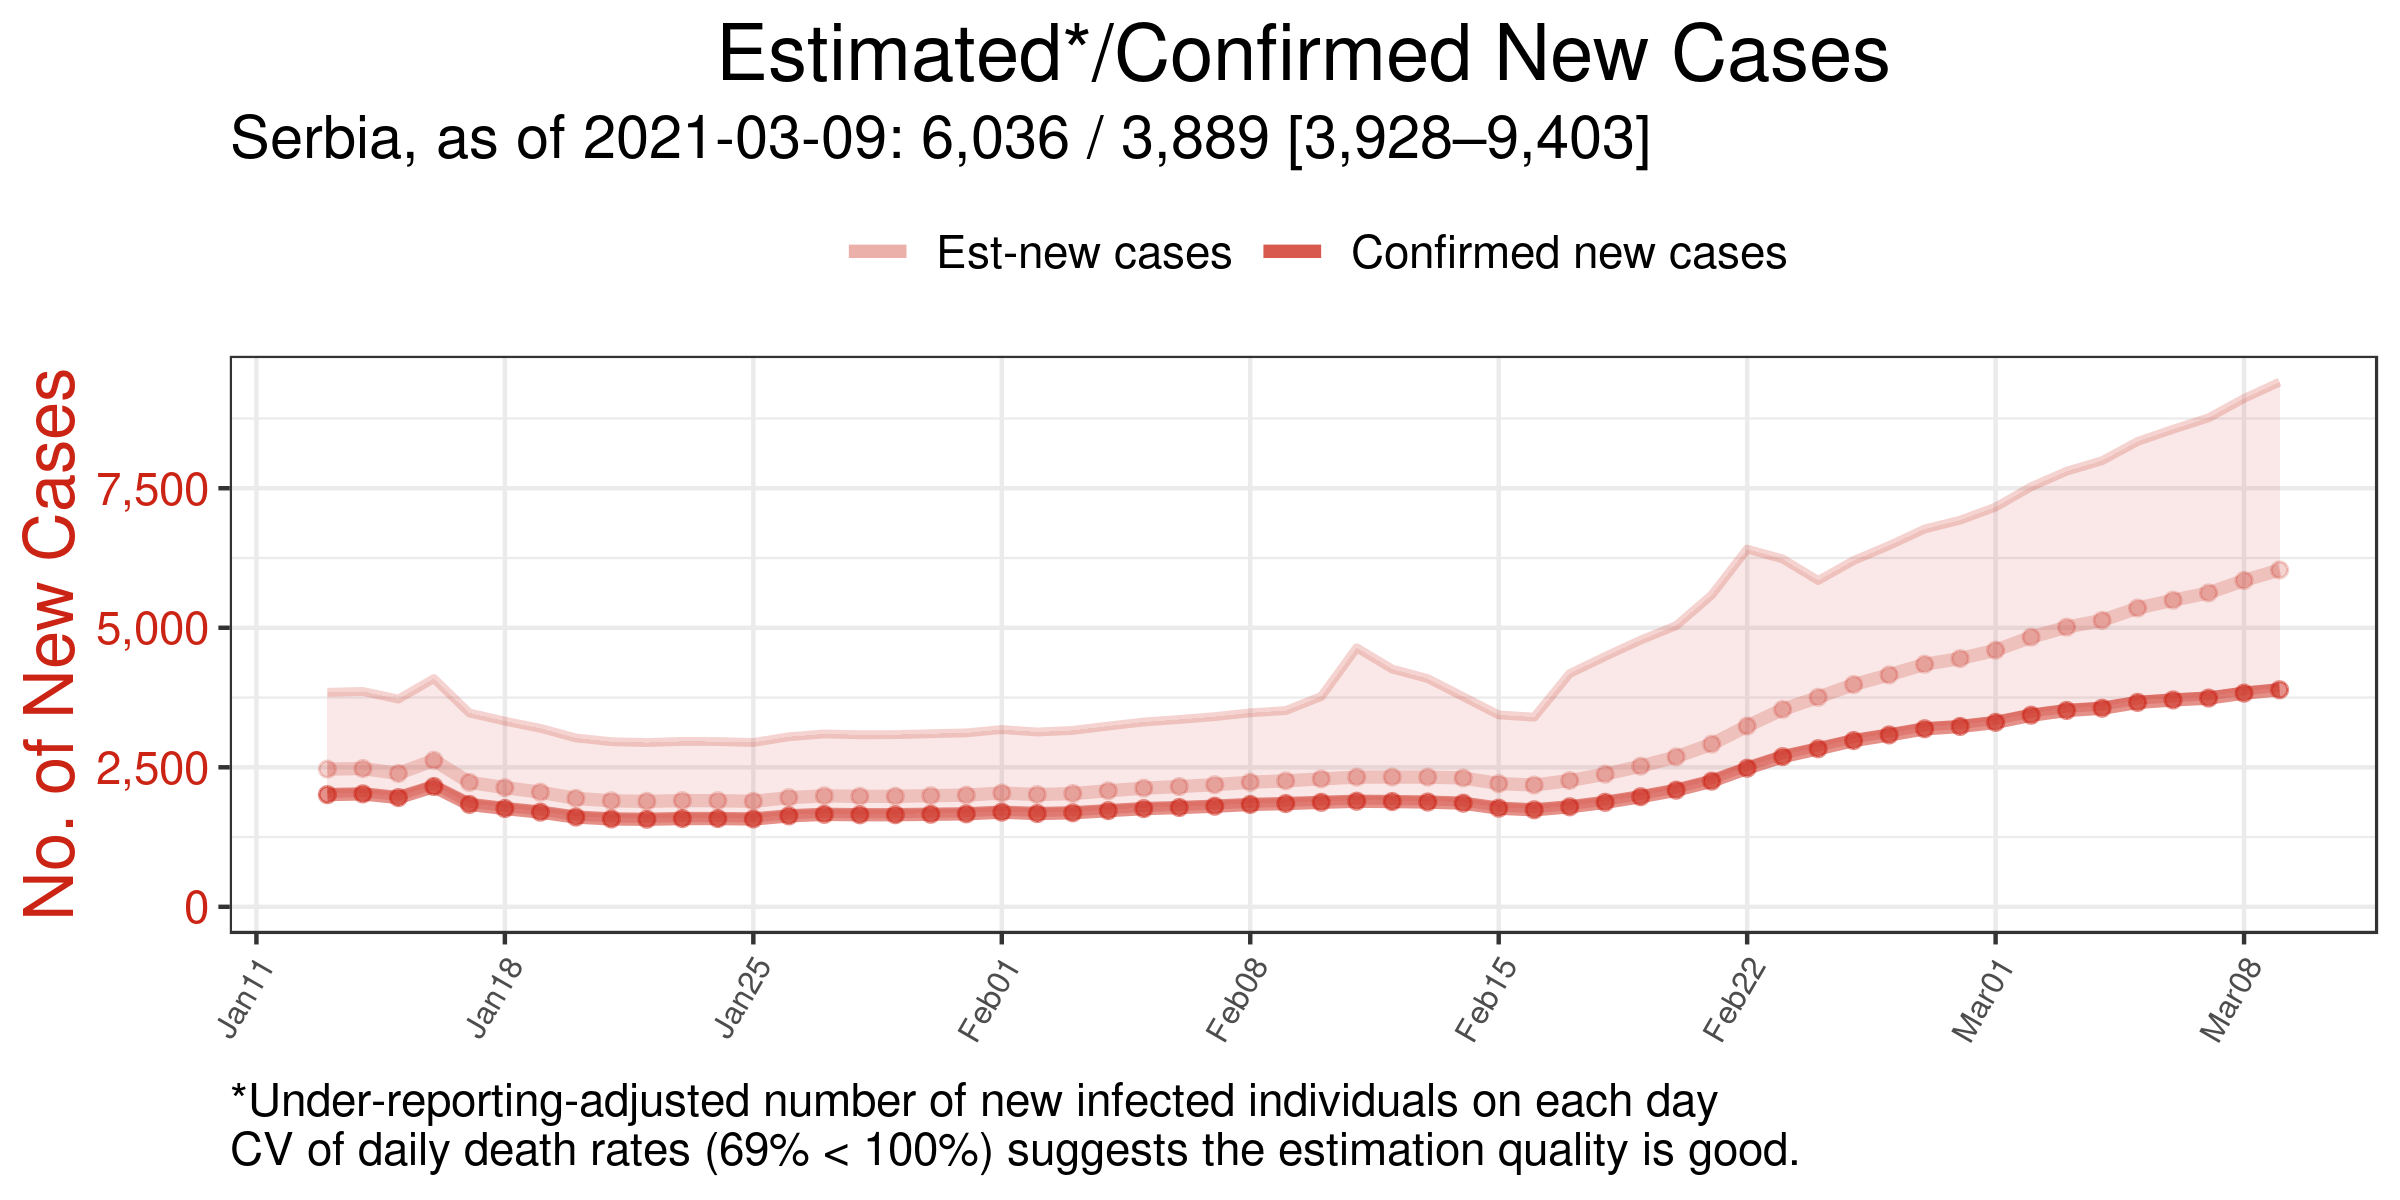 Estimated*/Confirmed New Cases
Serbia, as of 2021-03-09: 6,036 / 3,889 [3,928–9,403]
Est-new cases Confirmed new cases
No. of New Cases
7,500
5,000
2,500
0
Jan11 Jan18 Jan25 Feb01 Feb08 Feb15 Feb22 Mar01 Mar08
*Under-reporting-adjusted number of new infected individuals on each day
CV of daily death rates (69% < 100%) suggests the estimation quality is good.